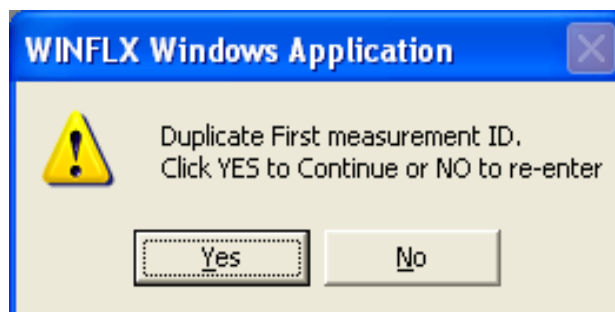 WINFLX Windows Application
Duplicate First measurement ID.
Click YES to Continue or NO to re-enter
Yes No